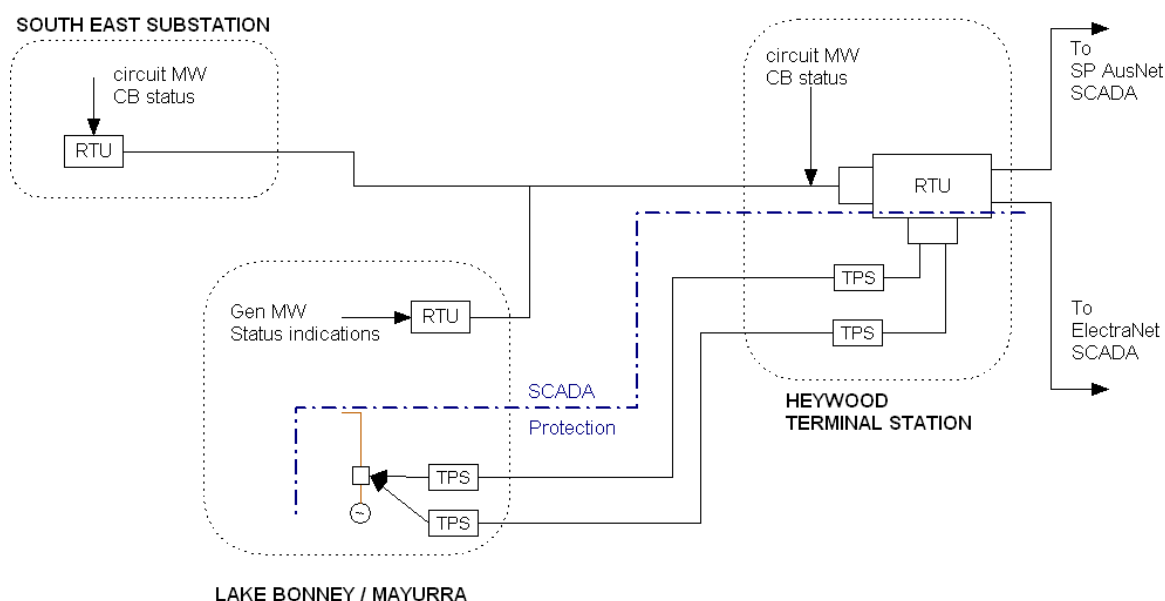 SOUTH EAST SUBSTATION
circuit MW
CB status
RTU
circuit MW
CB status
RTU
To
SP AusNet
SCADA
TPS
TPS
To
ElectraNet
SCADA
HEYWOOD
TERMINAL STATION
Gen MW
Status indications
RTU
SCADA
Protection
TPS
TPS
~
LAKE BONNEY / MAYURRA